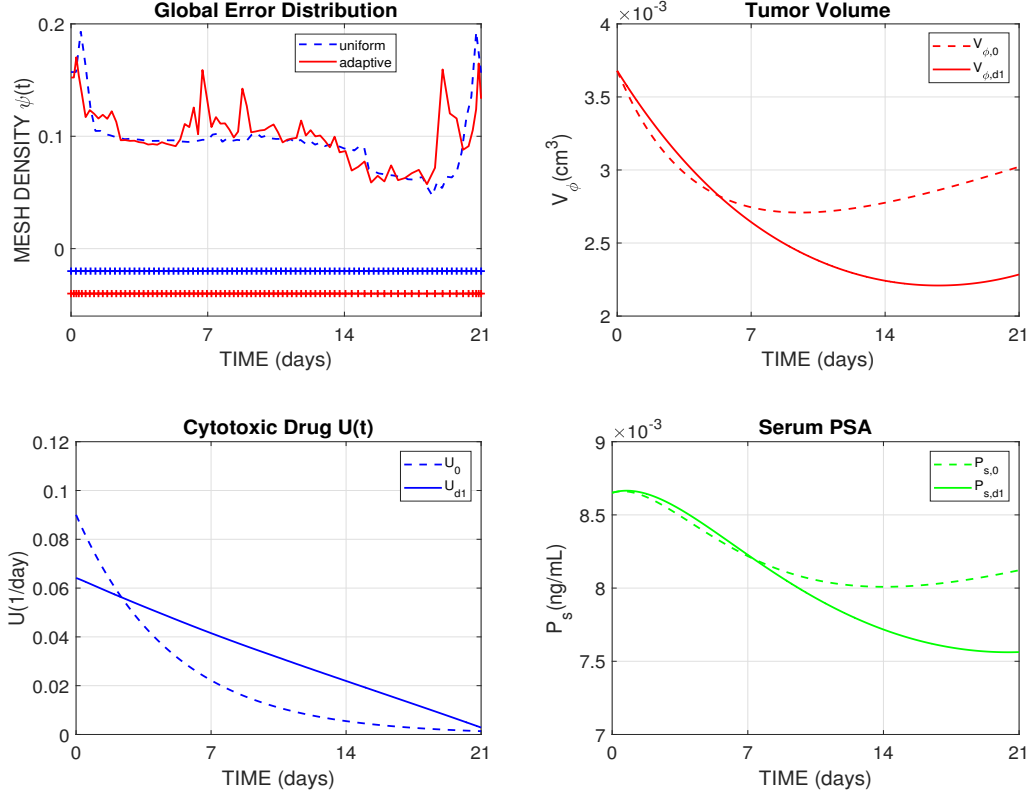 Global Error Distribution
0.2
0.1
0
MESH DENSITY ψ(t)
uniform
adaptive
0
7
14
21
TIME (days)
Tumor Volume
×10⁻³
4
3.5
3
2.5
2
V_ϕ(cm³)
V_ϕ,0
V_ϕ,d1
0
7
14
21
TIME (days)
Cytotoxic Drug U(t)
0.12
0.1
0.08
0.06
0.04
0.02
0
U(1/day)
U_0
U_d1
0
7
14
21
TIME (days)
Serum PSA
×10⁻³
9
8.5
8
7.5
7
P_s(ng/mL)
P_s,0
P_s,d1
0
7
14
21
TIME (days)